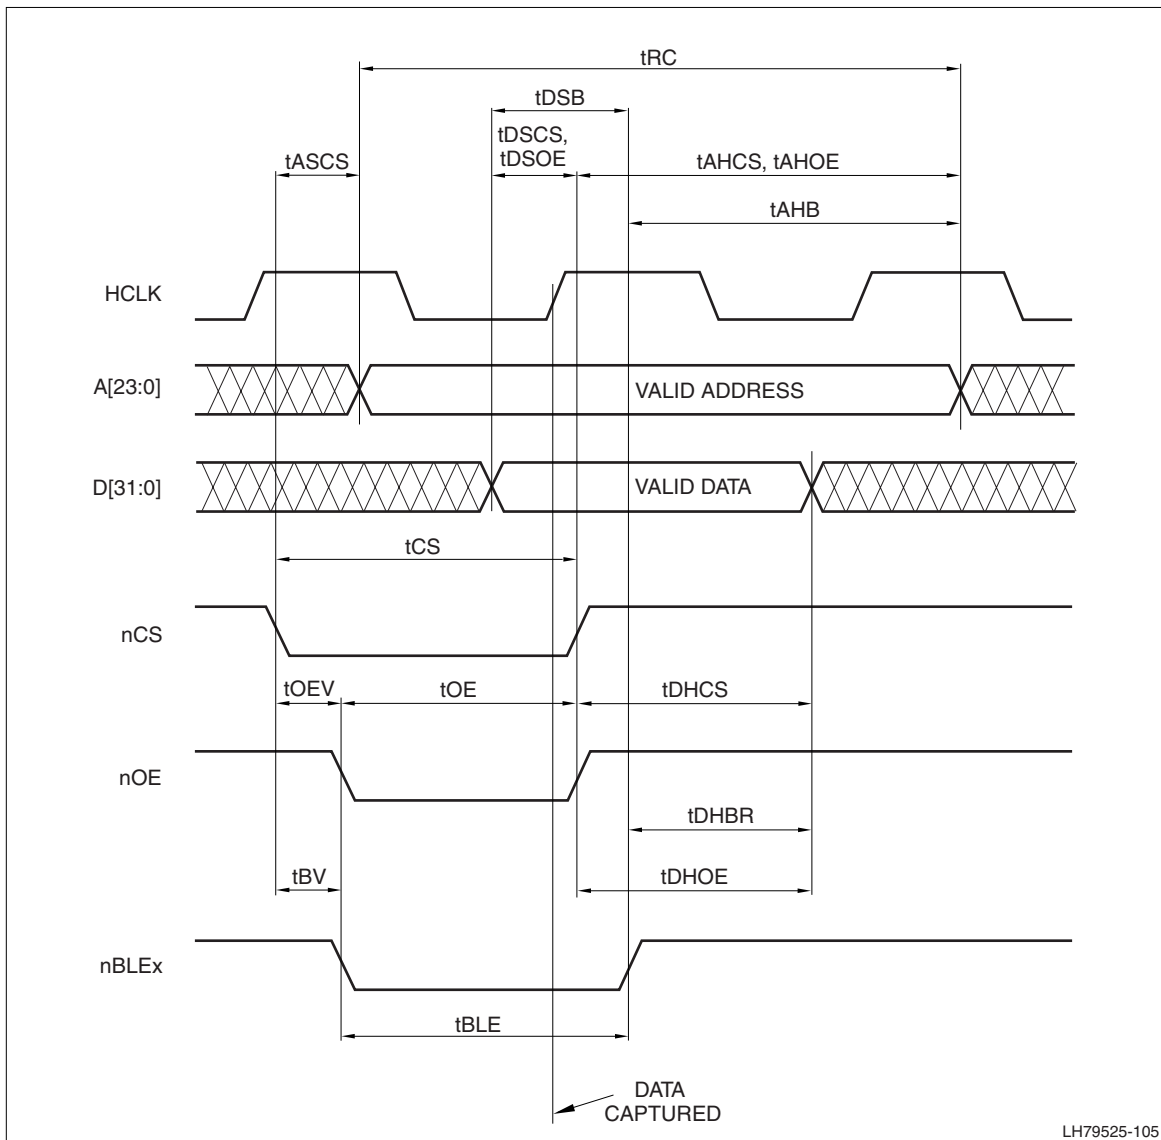 tRC
tDSB
tDSCS,
tDSOE
tASCS
tAHCS, tAHOE
tAHB
HCLK
A[23:0]
VALID ADDRESS
D[31:0]
VALID DATA
tCS
nCS
tOEV
tOE
tDHCS
nOE
tDHBR
tBV
tDHOE
nBLEx
tBLE
DATA
CAPTURED
LH79525-105